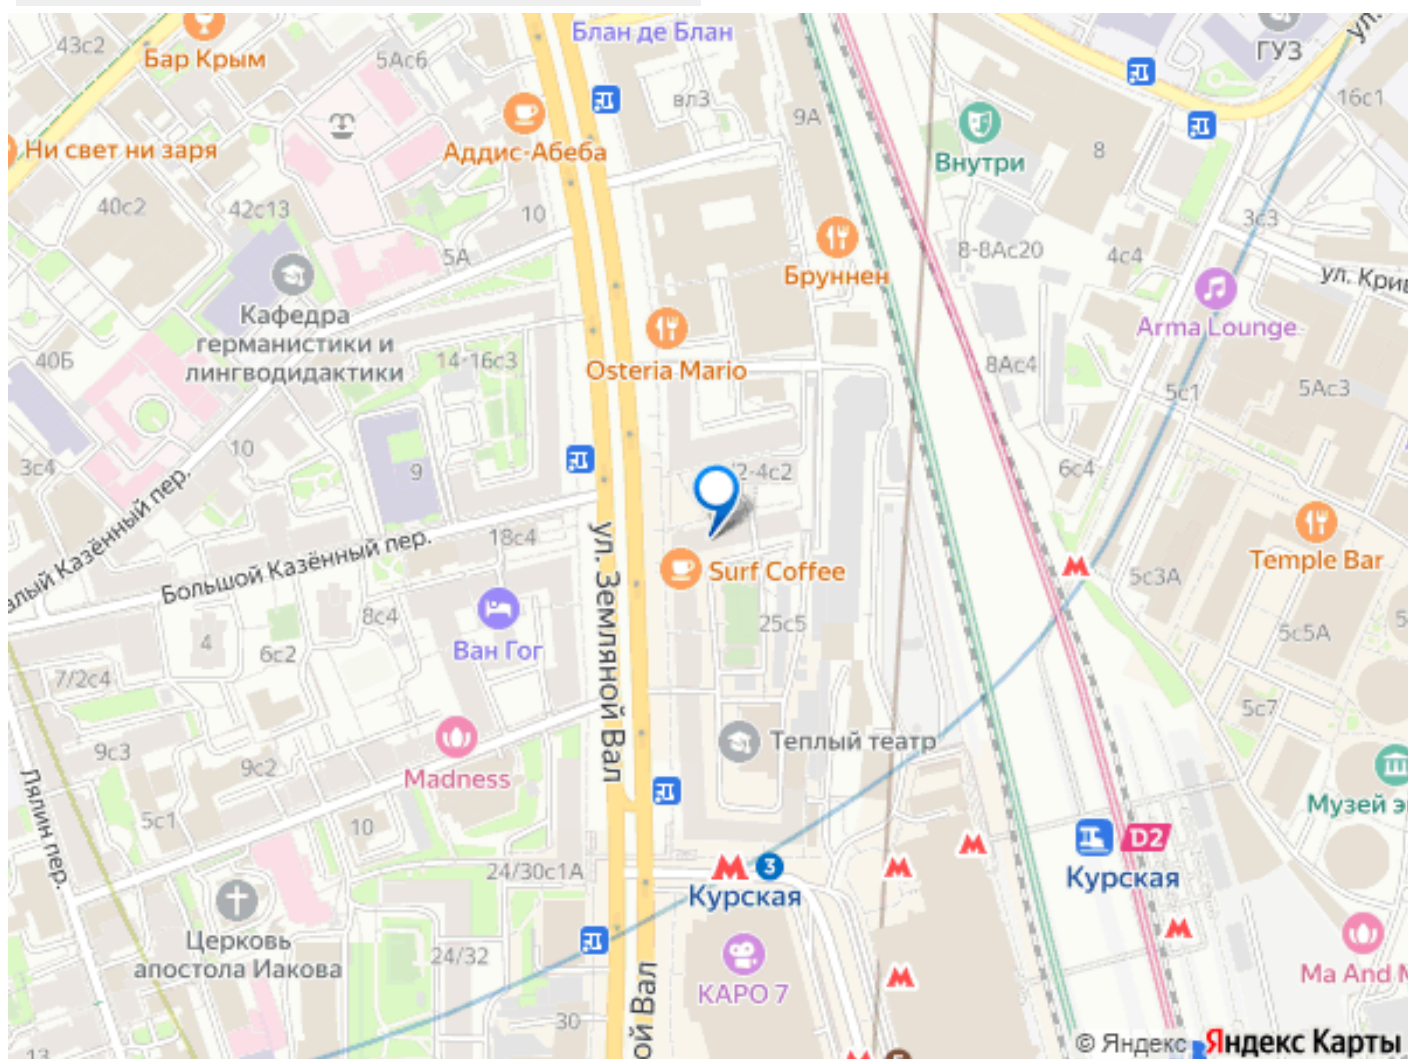 Блан де Блан
ГУЗ
ул.
43с2
Бар Крым
5Ас6
вл3
9А
16с1
Ни свет ни заря
Аддис-Абеба
Внутри
8
40с2
42с13
10
3с3
5А
8-8Ас20
4с4
Бруннен
ул. Крив
Кафедра
германистики и
лингводидактики
Arma Lounge
40Б
14-16с3
Osteria Mario
8Ас4
5с1
5Ас3
10
3с4
9
2-4с2
6с4
алый Казённый пер.
Большой Казённый пер.
18с4
ул. Земляной Вал
Surf Coffee
Temple Bar
5с3А
8с4
4
6с2
Ван Гог
25с5
5с5А
7/2с4
5с7
9с3
9с2
Madness
Теплый театр
Музей э
Лялин пер.
5с1
10
D2
24/30с1А
3
Курская
Курская
Церковь
апостола Иакова
24/32
КАРО 7
Ma And M
30
ой Вал
13
© Яндекс Яндекс Карты